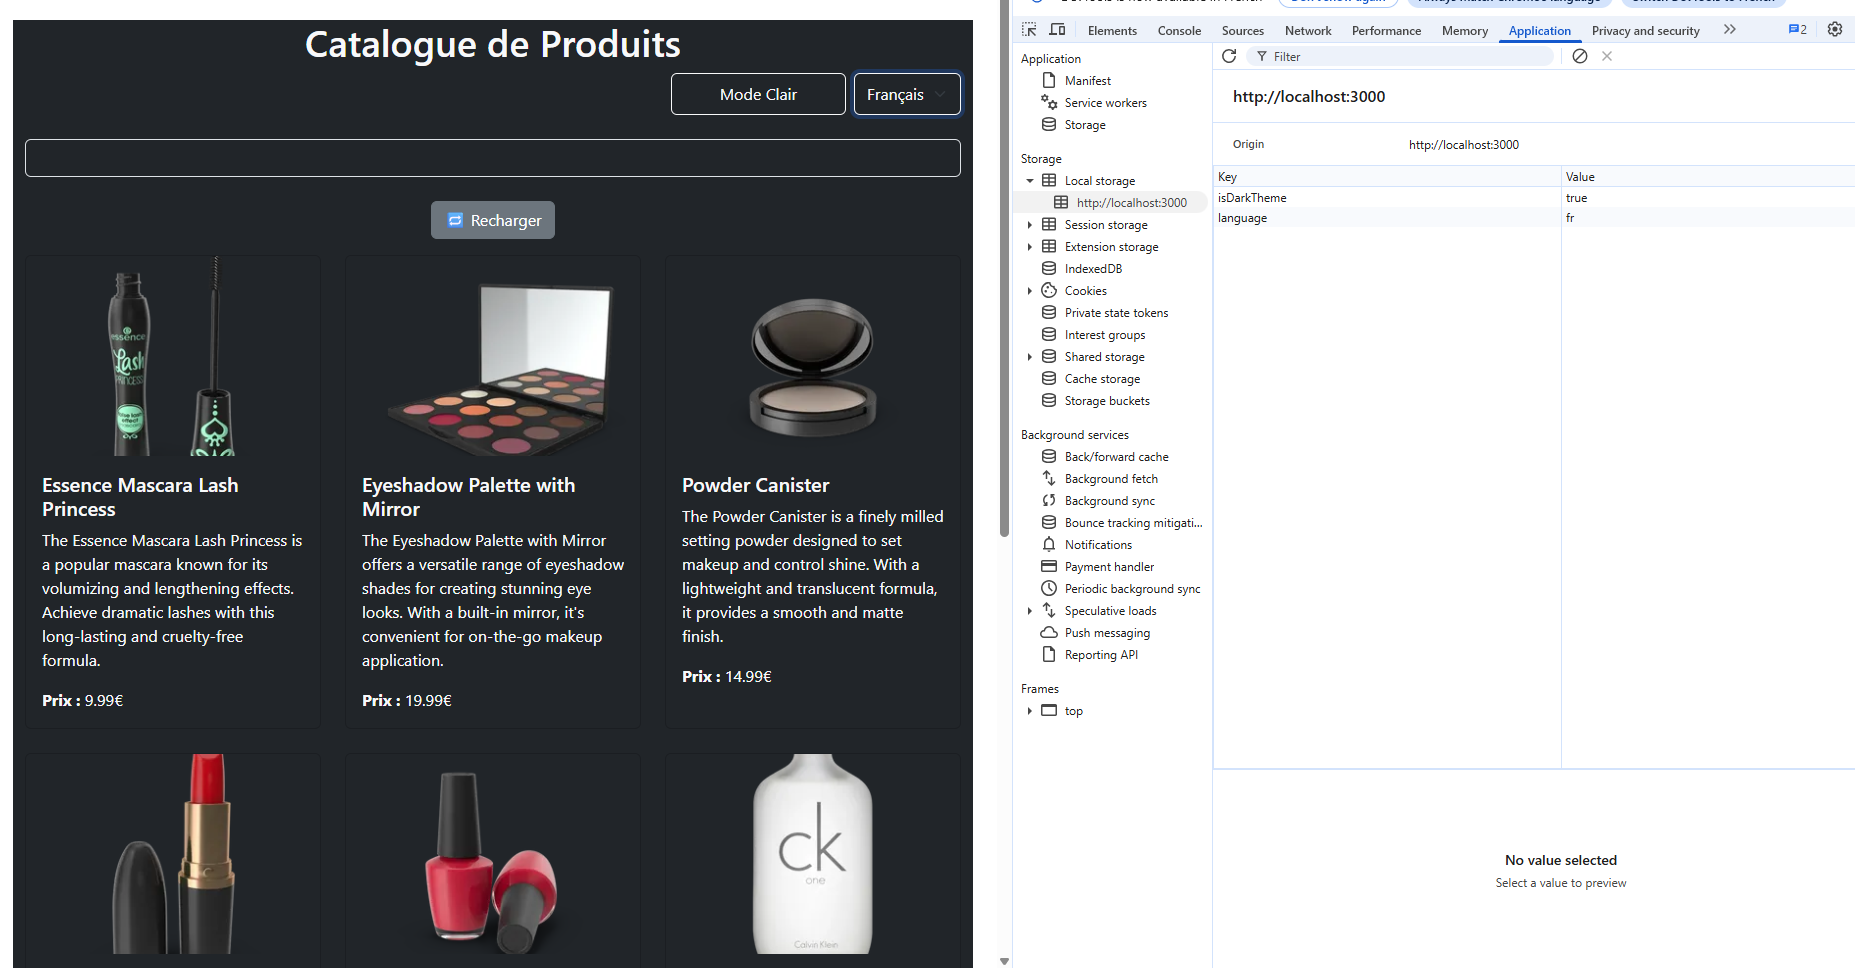 Catalogue de Produits
Mode Clair
Français
Recharger
essence
Lash
PRINCESS
Essence Mascara Lash
Princess
The Essence Mascara Lash Princess is
a popular mascara known for its
volumizing and lengthening effects.
Achieve dramatic lashes with this
long-lasting and cruelty-free
formula.
Prix : 9.99€
Eyeshadow Palette with
Mirror
The Eyeshadow Palette with Mirror
offers a versatile range of eyeshadow
shades for creating stunning eye
looks. With a built-in mirror, it's
convenient for on-the-go makeup
application.
Prix : 19.99€
Powder Canister
The Powder Canister is a finely milled
setting powder designed to set
makeup and control shine. With a
lightweight and translucent formula,
it provides a smooth and matte
finish.
Prix : 14.99€
ck
one
Calvin Klein
Elements
Console
Sources
Network
Performance
Memory
Application
Privacy and security
2
Application
Manifest
Service workers
Storage
Storage
Local storage
http://localhost:3000
Session storage
Extension storage
IndexedDB
Cookies
Private state tokens
Interest groups
Shared storage
Cache storage
Storage buckets
Background services
Back/forward cache
Background fetch
Background sync
Bounce tracking mitigati...
Notifications
Payment handler
Periodic background sync
Speculative loads
Push messaging
Reporting API
Frames
top
Filter
http://localhost:3000
Origin http://localhost:3000
Key Value
isDarkTheme true
language fr
No value selected
Select a value to preview